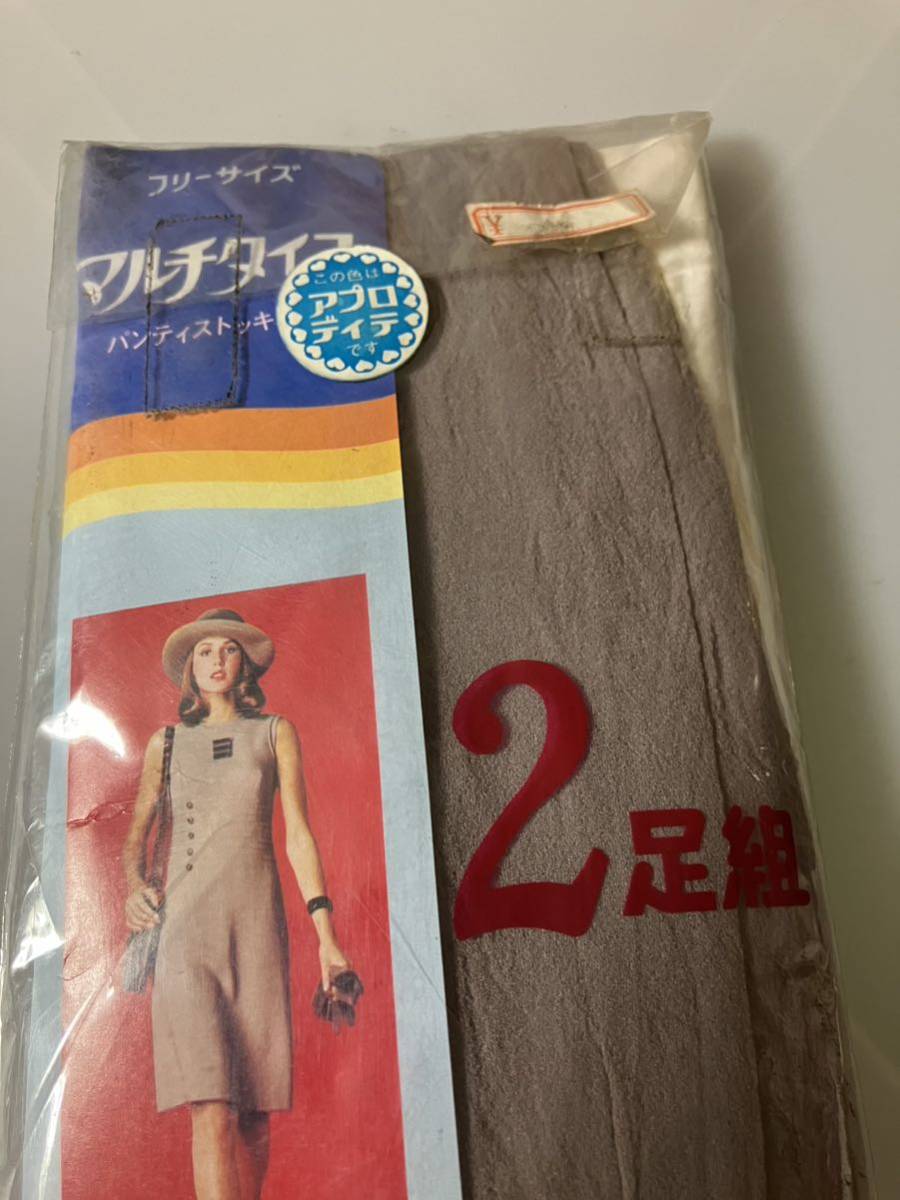 フリーサイズ
マルチタイプ
パンティストッキ
この色は
アプロ
ディテ
です
¥
2足組